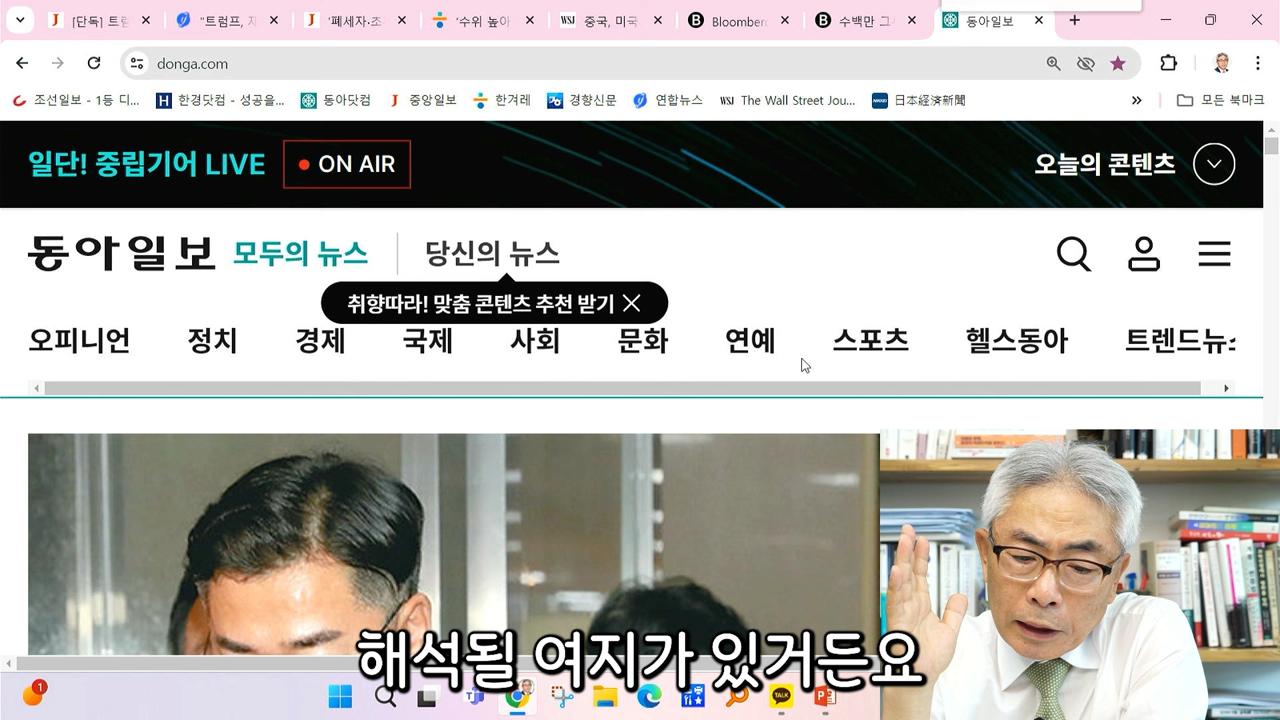 [단독] 트럼
"트럼프, 지
'폐세자.조
'수위 높아
WSJ 중국, 미국
Bloomberg
수백만 그
동아일보
donga.com
조선일보 - 1등 디...
한경닷컴 - 성공을...
동아닷컴
중앙일보
한겨레
경향신문
연합뉴스
WSJ The Wall Street Jou...
日本経済新聞
모든 북마크
일단! 중립기어 LIVE
ON AIR
오늘의 콘텐츠
동아일보
모두의 뉴스
당신의 뉴스
취향따라! 맞춤 콘텐츠 추천 받기
오피니언 정치 경제 국제 사회 문화 연예 스포츠 헬스동아 트렌드뉴
해석될 여지가 있거든요
1
TALK